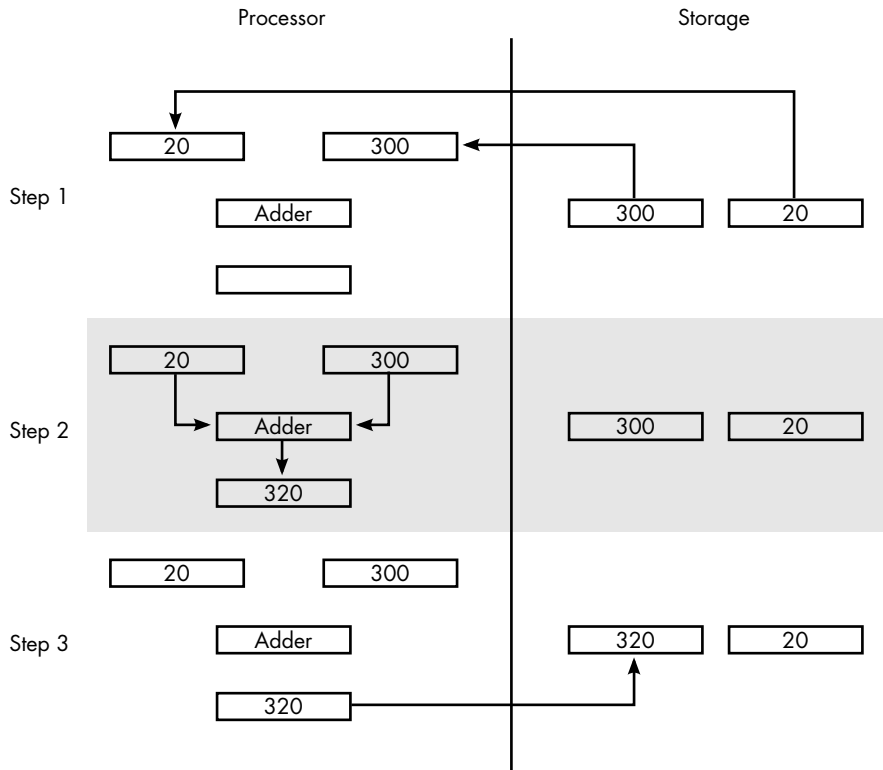 Processor Storage
20 300
Step 1
Adder 300 20
20 300
Step 2
Adder 300 20
320
20 300
Step 3
Adder 320 20
320